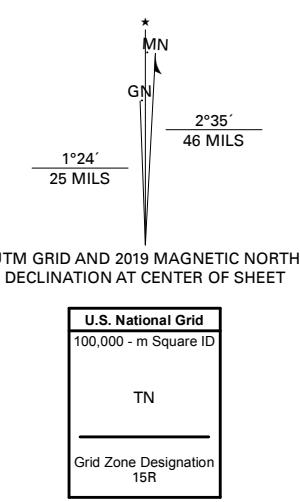 ★
MN
GN
2°35´
46 MILS
1°24´
25 MILS
UTM GRID AND 2019 MAGNETIC NORTH
DECLINATION AT CENTER OF SHEET
U.S. National Grid
100,000 - m Square ID
TN
Grid Zone Designation
15R